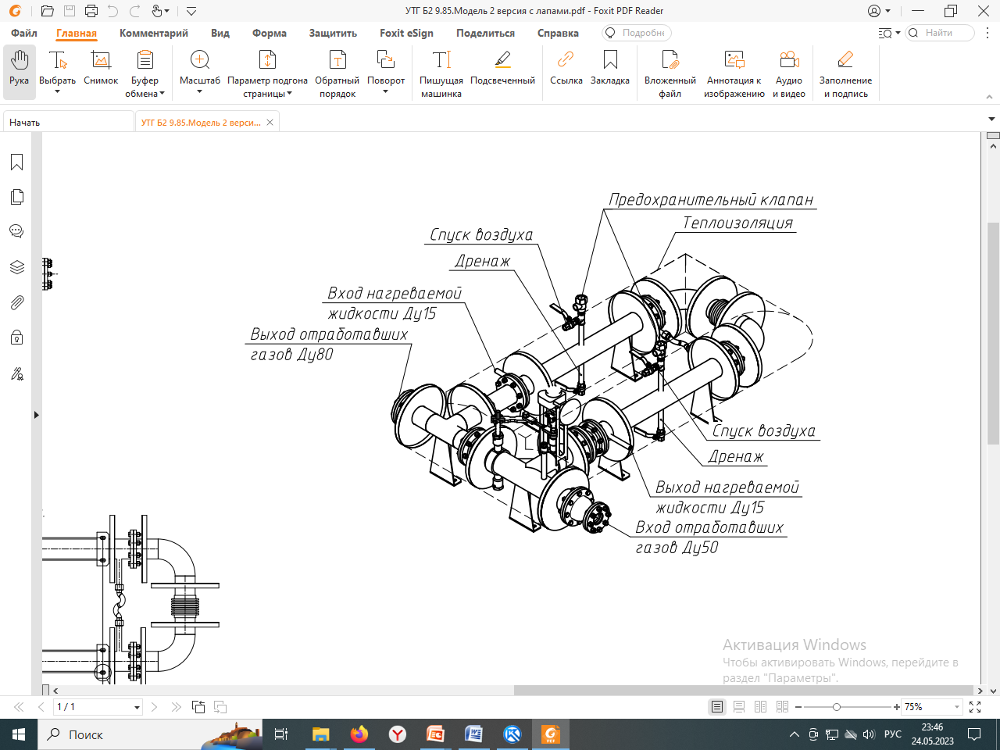 УТГ Б2 9.85.Модель 2 версия с лапами.pdf - Foxit PDF Reader
Файл Главная Комментарий Вид Форма Защитить Foxit eSign Поделиться Справка Подробне Найти
Рука Выбрать Снимок Буфер обмена Масштаб Параметр подгона страницы Обратный порядок Поворот Пишущая машинка Подсвеченный Ссылка Закладка Вложенный файл Аннотация к изображению Аудио и видео Заполнение и подпись
Начать УТГ Б2 9.85.Модель 2 верси...
Предохранительный клапан
Теплоизоляция
Спуск воздуха
Дренаж
Вход нагреваемой
жидкости Ду15
Выход отработавших
газов Ду80
Спуск воздуха
Дренаж
Выход нагреваемой
жидкости Ду15
Вход отработавших
газов Ду50
Активация Windows
Чтобы активировать Windows, перейдите в
раздел "Параметры".
1 / 1 75%
Поиск РУС 23:46
24.05.2023